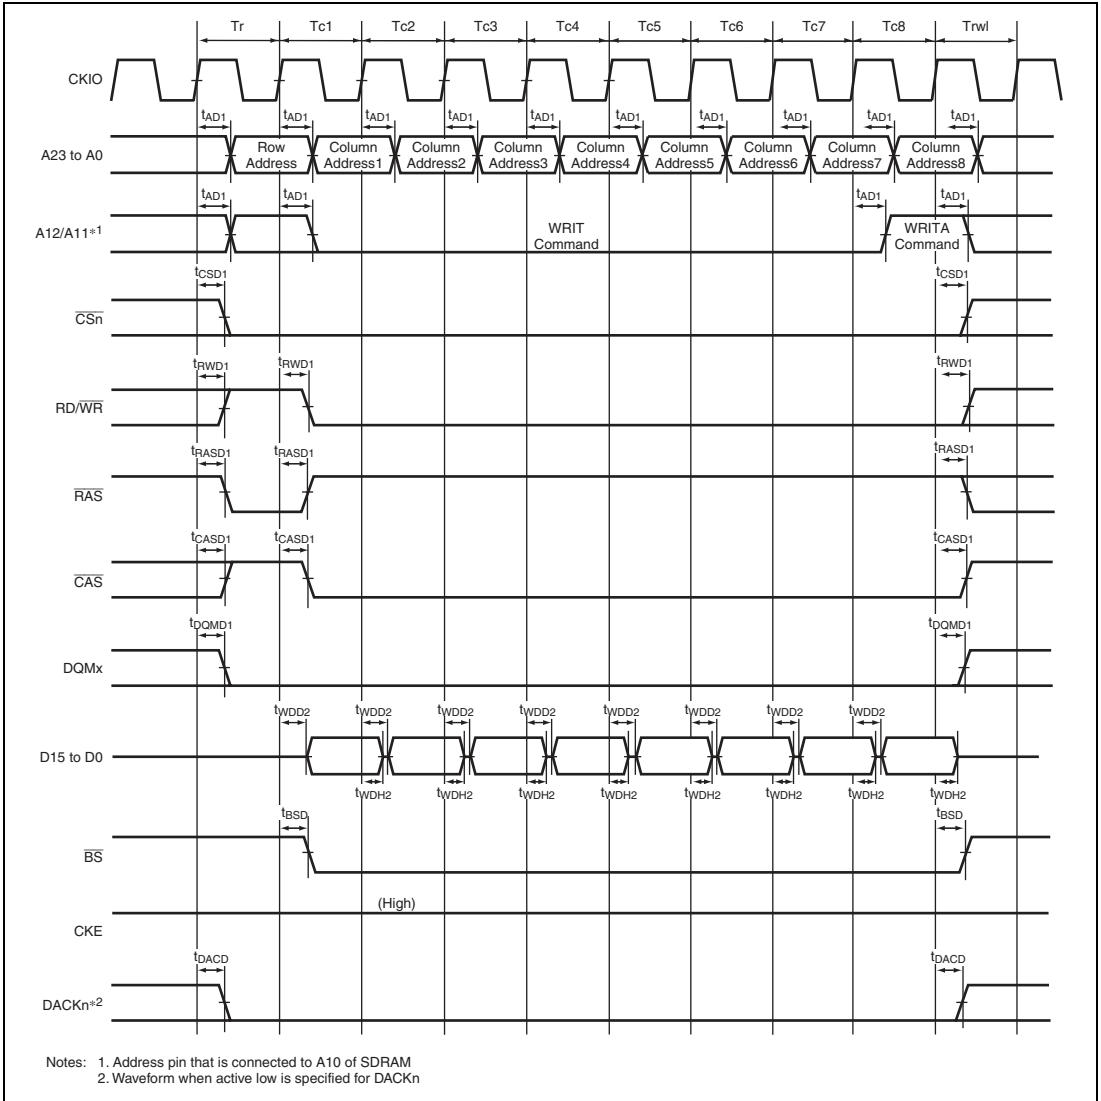 Tr Tc1 Tc2 Tc3 Tc4 Tc5 Tc6 Tc7 Tc8 Trwl
CKIO
tAD1 tAD1 tAD1 tAD1 tAD1 tAD1 tAD1 tAD1 tAD1 tAD1
A23 to A0
Row Address
Column Address1
Column Address2
Column Address3
Column Address4
Column Address5
Column Address6
Column Address7
Column Address8
tAD1 tAD1 tAD1 tAD1
A12/A11*1
WRIT
Command
WRITA
Command
tCSD1 tCSD1
CSn
tRWD1 tRWD1 tRWD1
RD/WR
tRASD1 tRASD1 tRASD1
RAS
tCASD1 tCASD1 tCASD1
CAS
tDQMD1 tDQMD1
DQMx
tWDD2 tWDD2 tWDD2 tWDD2 tWDD2 tWDD2 tWDD2 tWDD2
D15 to D0
tWDH2 tWDH2 tWDH2 tWDH2 tWDH2 tWDH2 tWDH2 tWDH2
tBSD tBSD
BS
(High)
CKE
tDACD tDACD
DACKn*2
Notes: 1. Address pin that is connected to A10 of SDRAM
2. Waveform when active low is specified for DACKn